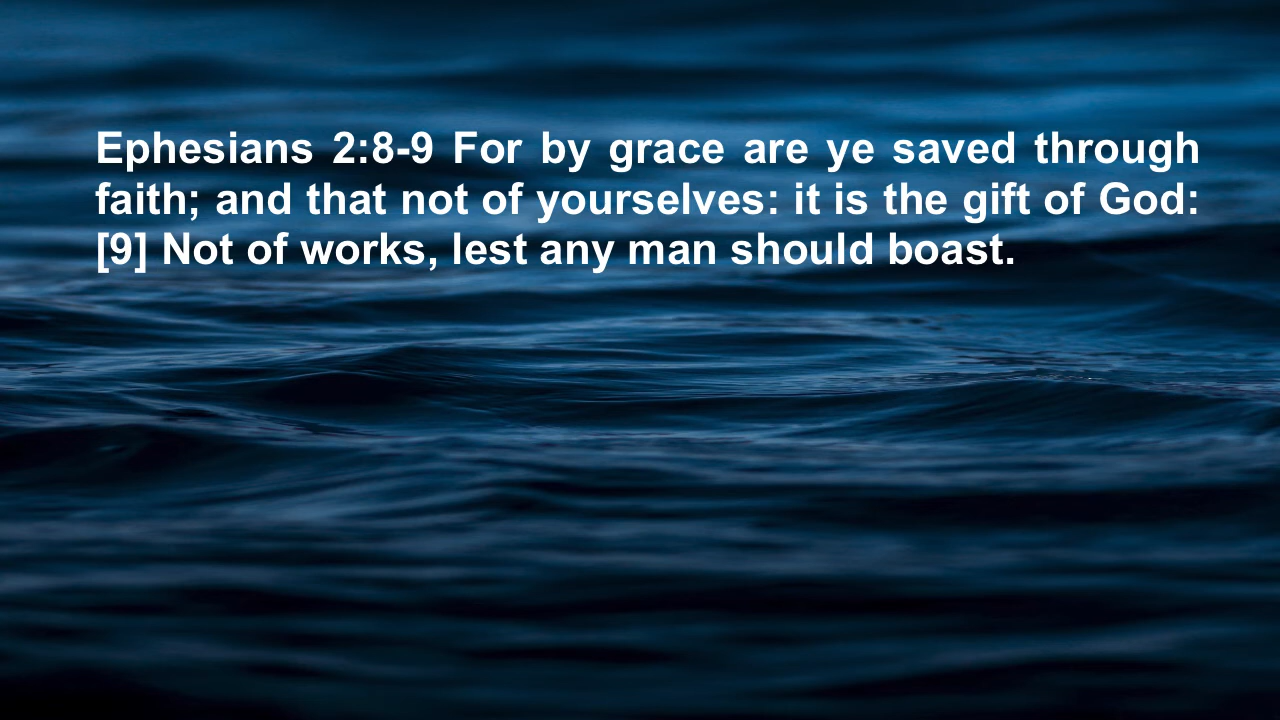 Ephesians 2:8-9 For by grace are ye saved through
faith; and that not of yourselves: it is the gift of God:
[9] Not of works, lest any man should boast.